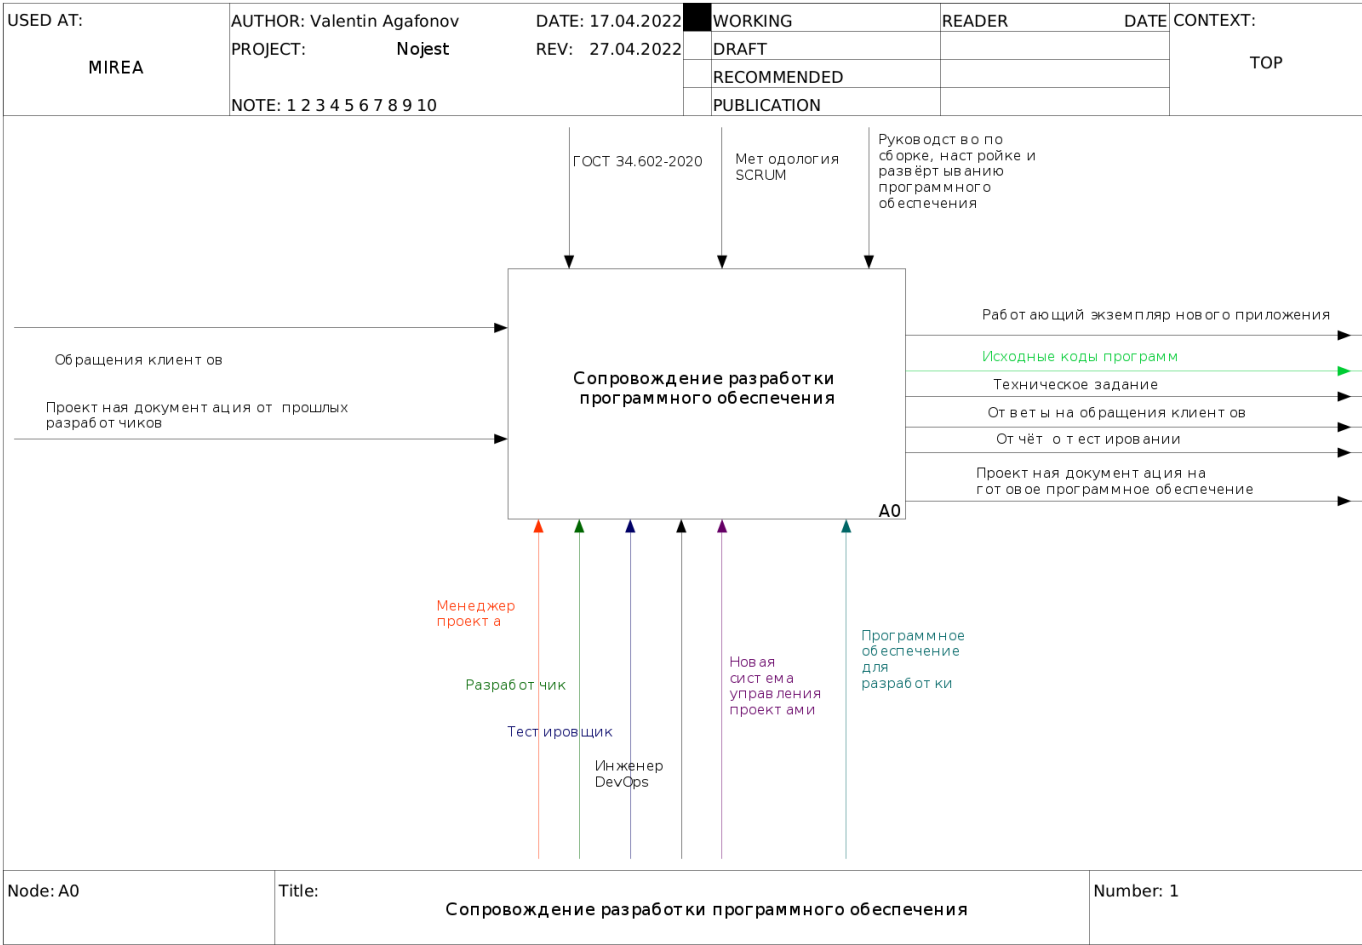 USED AT:
MIREA
AUTHOR: Valentin Agafonov
DATE: 17.04.2022
PROJECT: Nojest
REV: 27.04.2022
NOTE: 1 2 3 4 5 6 7 8 9 10
WORKING
DRAFT
RECOMMENDED
PUBLICATION
READER DATE
CONTEXT:
TOP
ГОСТ 34.602-2020
Методология
SCRUM
Руководство по
сборке, настройке и
развёртыванию
программного
обеспечения
Обращения клиентов
Проектная документация от прошлых
разработчиков
Сопровождение разработки
программного обеспечения
A0
Работающий экземпляр нового приложения
Исходные коды программ
Техническое задание
Ответы на обращения клиентов
Отчёт о тестировании
Проектная документация на
готовое программное обеспечение
Менеджер
проекта
Разработчик
Тестировщик
Инженер
DevOps
Новая
система
управления
проектами
Программное
обеспечение
для
разработки
Node: A0
Title:
Сопровождение разработки программного обеспечения
Number: 1